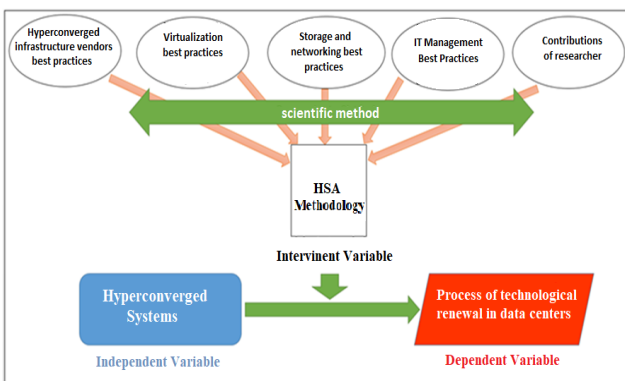 Hyperconverged
infrastructure vendors
best practices
Virtualization
best practices
Storage and
networking best
practices
IT Management
Best Practices
Contributions
of researcher
scientific method
HSA
Methodology
Intervinent Variable
Hyperconverged
Systems
Process of technological
renewal in data centers
Independent Variable
Dependent Variable